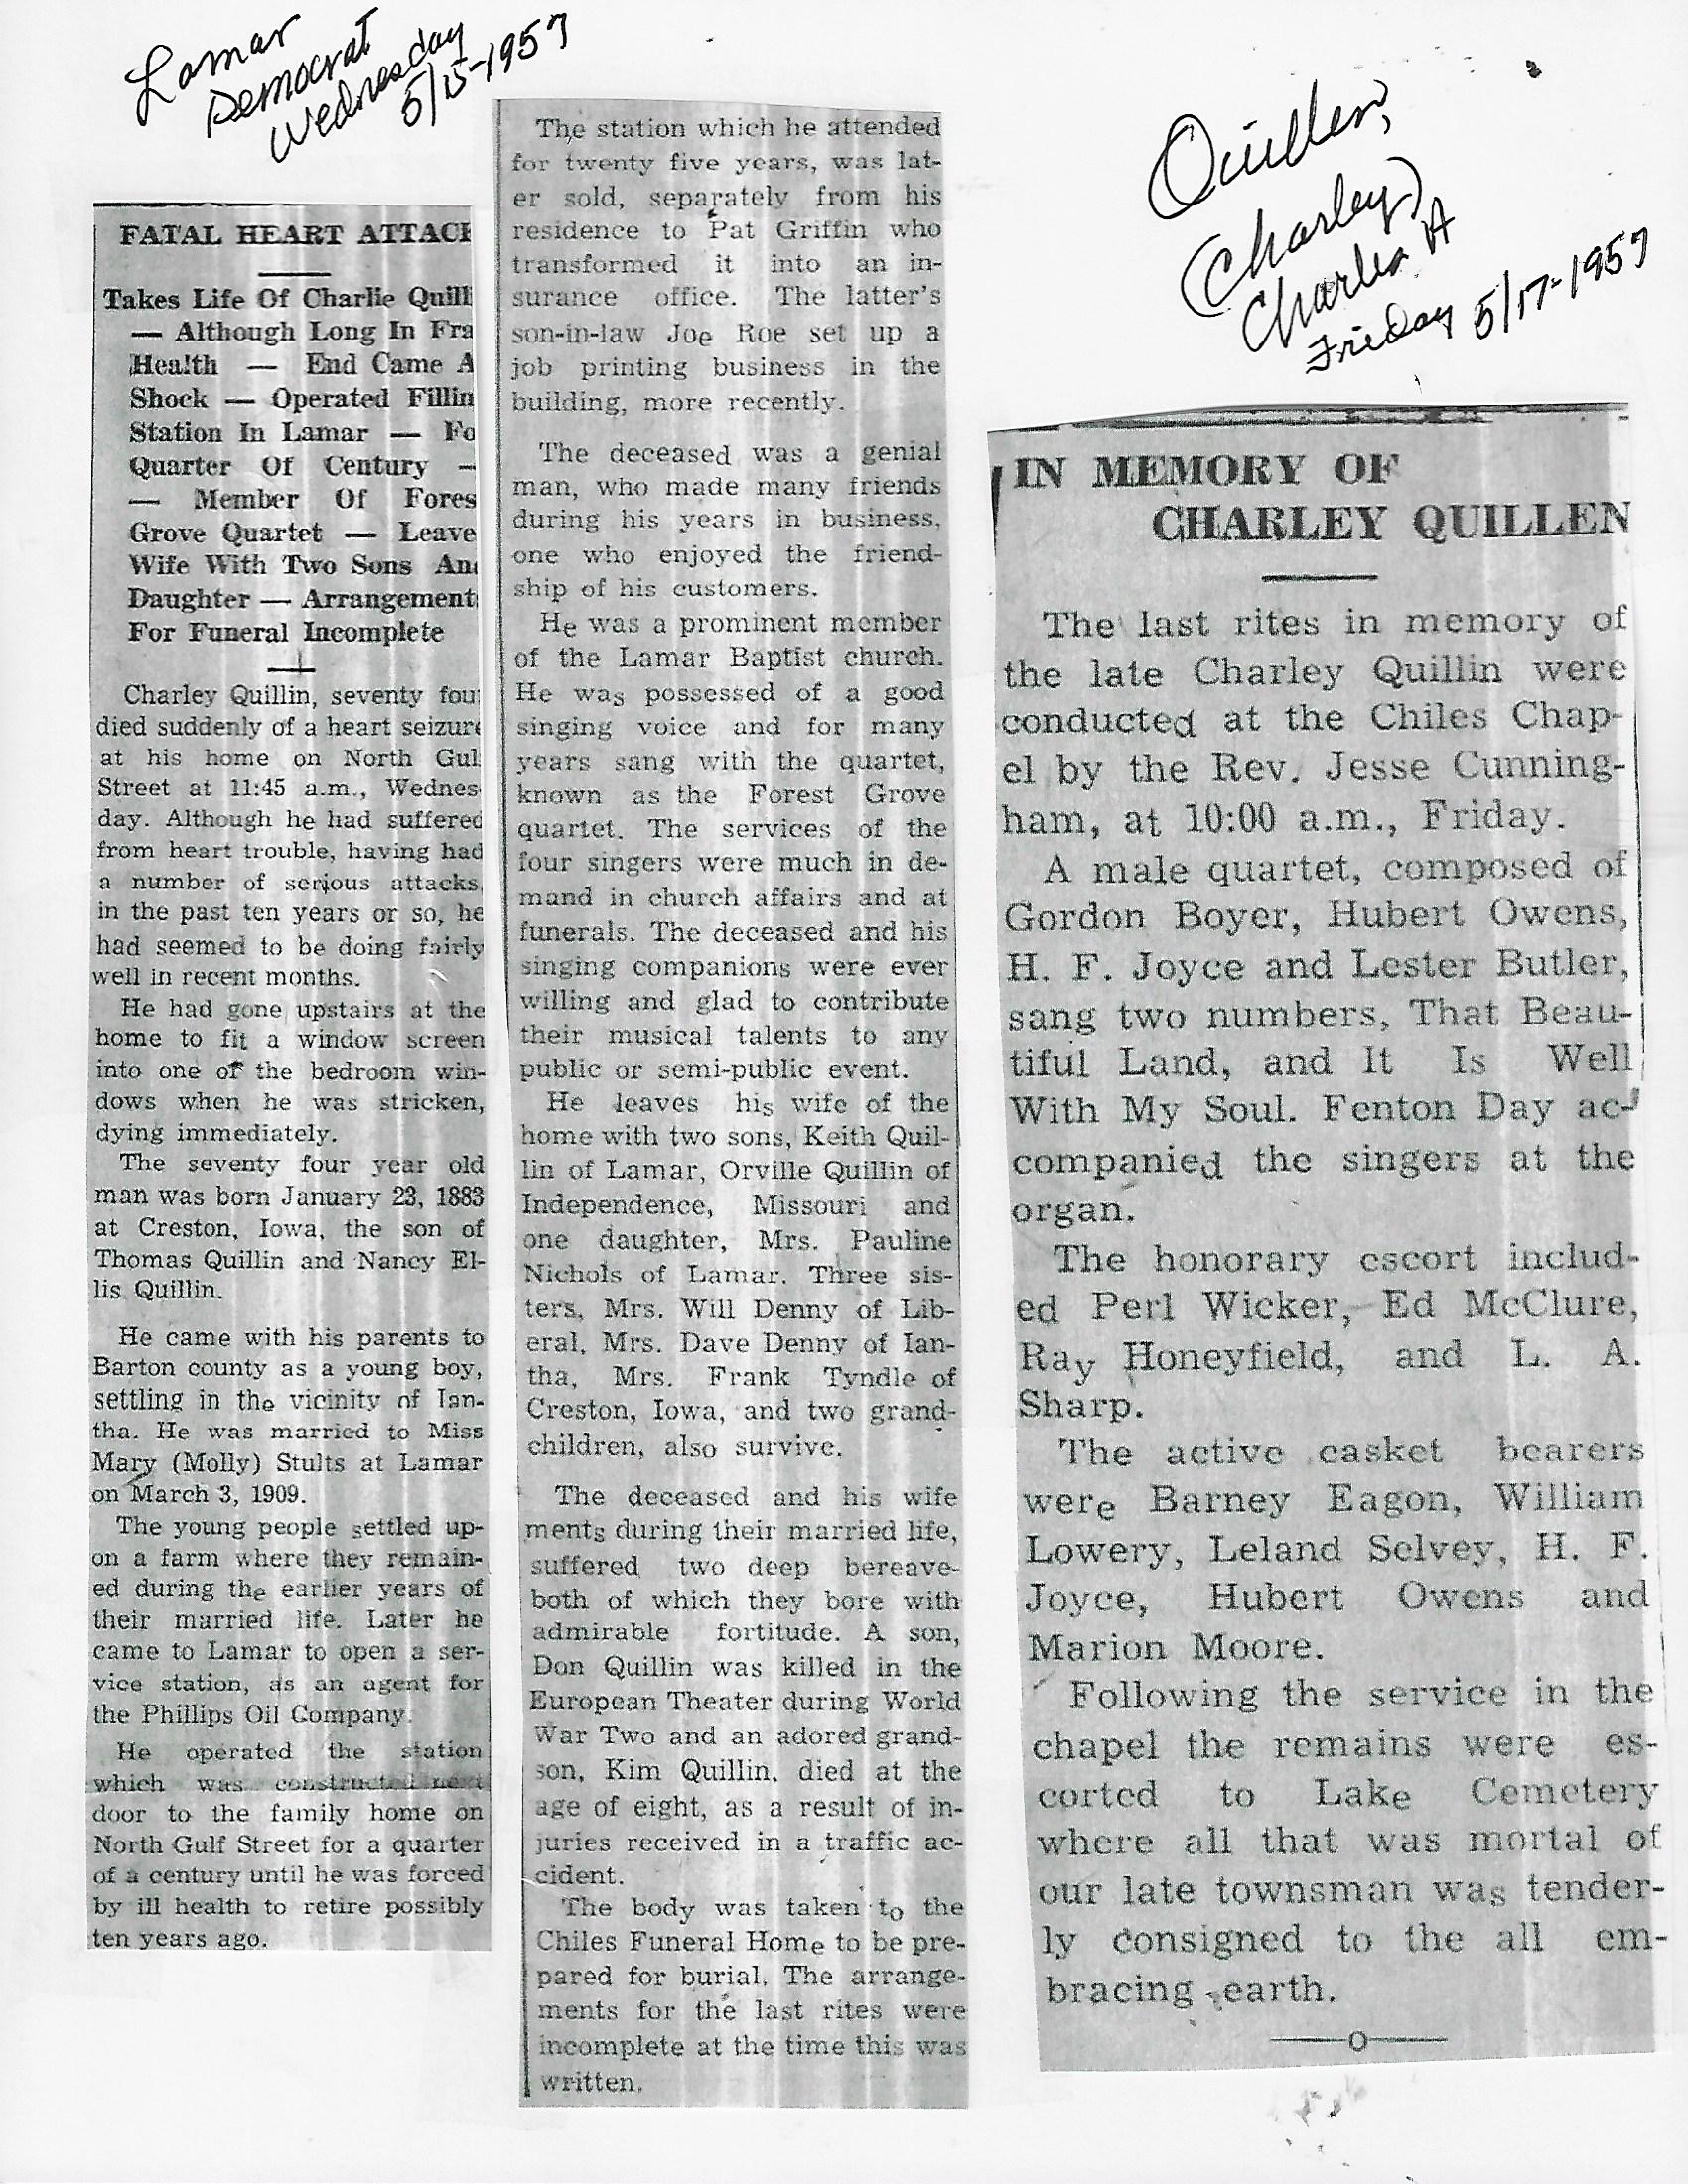 Lamar
Democrat
Wednesday
5/15-1957
FATAL HEART ATTACK
Takes Life Of Charlie Quill
— Although Long In Fra
Health — End Came A
Shock — Operated Fillin
Station In Lamar — Fo
Quarter Of Century —
— Member Of Fores
Grove Quartet — Leave
Wife With Two Sons And
Daughter — Arrangement
For Funeral Incomplete
Charley Quillin, seventy four
died suddenly of a heart seizure
at his home on North Gul
Street at 11:45 a.m., Wednes-
day. Although he had suffered
from heart trouble, having had
a number of serious attacks,
in the past ten years or so, he
had seemed to be doing fairly
well in recent months.
He had gone upstairs at the
home to fit a window screen
into one of the bedroom win-
dows when he was stricken,
dying immediately.
The seventy four year old
man was born January 23, 1883
at Creston, Iowa, the son of
Thomas Quillin and Nancy El-
lis Quillin.
He came with his parents to
Barton county as a young boy,
settling in the vicinity of Ian-
tha. He was married to Miss
Mary (Molly) Stults at Lamar
on March 3, 1909.
The young people settled up-
on a farm where they remain-
ed during the earlier years of
their married life. Later he
came to Lamar to open a ser-
vice station, as an agent for
the Phillips Oil Company.
He operated the station
which was constructed next
door to the family home on
North Gulf Street for a quarter
of a century until he was forced
by ill health to retire possibly
ten years ago.
The station which he attended
for twenty five years, was lat-
er sold, separately from his
residence to Pat Griffin who
transformed it into an in-
surance office. The latter's
son-in-law Joe Roe set up a
job printing business in the
building, more recently.
The deceased was a genial
man, who made many friends
during his years in business,
one who enjoyed the friend-
ship of his customers.
He was a prominent member
of the Lamar Baptist church.
He was possessed of a good
singing voice and for many
years sang with the quartet,
known as the Forest Grove
quartet. The services of the
four singers were much in de-
mand in church affairs and at
funerals. The deceased and his
singing companions were ever
willing and glad to contribute
their musical talents to any
public or semi-public event.
He leaves his wife of the
home with two sons, Keith Quil-
lin of Lamar, Orville Quillin of
Independence, Missouri and
one daughter, Mrs. Pauline
Nichols of Lamar. Three sis-
ters, Mrs. Will Denny of Lib-
eral, Mrs. Dave Denny of Ian-
tha, Mrs. Frank Tyndle of
Creston, Iowa, and two grand-
children, also survive.
The deceased and his wife
ments during their married life,
suffered two deep bereave-
both of which they bore with
admirable fortitude. A son,
Don Quillin was killed in the
European Theater during World
War Two and an adored grand-
son, Kim Quillin, died at the
age of eight, as a result of in-
juries received in a traffic ac-
cident.
The body was taken to the
Chiles Funeral Home to be pre-
pared for burial. The arrange-
ments for the last rites were
incomplete at the time this was
written.
Quillen,
(Charley)
Charles A
Friday 5/17-1957
IN MEMORY OF
CHARLEY QUILLEN
The last rites in memory of
the late Charley Quillin were
conducted at the Chiles Chap-
el by the Rev. Jesse Cunning-
ham, at 10:00 a.m., Friday.
A male quartet, composed of
Gordon Boyer, Hubert Owens,
H. F. Joyce and Lester Butler,
sang two numbers, That Beau-
tiful Land, and It Is Well
With My Soul. Fenton Day ac-
companied the singers at the
organ.
The honorary escort includ-
ed Perl Wicker, Ed McClure,
Ray Honeyfield, and L. A.
Sharp.
The active casket bearers
were Barney Eagon, William
Lowery, Leland Selvey, H. F.
Joyce, Hubert Owens and
Marion Moore.
Following the service in the
chapel the remains were es-
corted to Lake Cemetery
where all that was mortal of
our late townsman was tender-
ly consigned to the all em-
bracing earth.